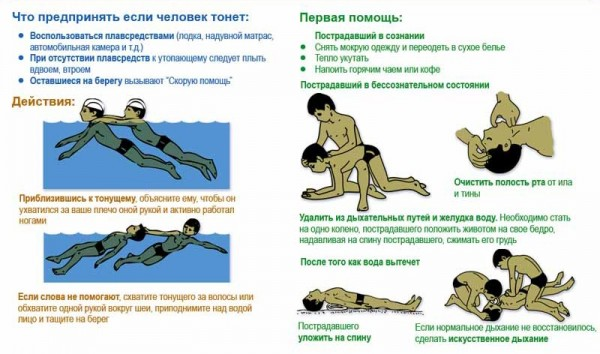 Что предпринять если человек тонет:
● Воспользоваться плавсредствами (лодка, надувной матрас,
автомобильная камера и т.д.)
● При отсутствии плавсредств к утопающему следует плыть
вдвоем, втроем
● Оставшиеся на берегу вызывают "Скорую помощь"
Действия:
Приблизившись к тонущему, объясните ему, чтобы он
ухватился за ваше плечо оной рукой и активно работал
ногами
Если слова не помогают, схватите тонущего за волосы или
обхватите одной рукой вокруг шеи, приподнимите над водой
лицо и тащите на берег
Первая помощь:
Пострадавший в сознании
● Снять мокрую одежду и переодеть в сухое белье
● Тепло укутать
● Напоить горячим чаем или кофе
Пострадавший в бессознательном состоянии
Очистить полость рта от ила
и тины
Удалить из дыхательных путей и желудка воду. Необходимо стать
на одно колено, пострадавшего положить животом на свое бедро,
надавливая на спину пострадавшего, сжимать его грудь
После того как вода вытечет
Пострадавшего
уложить на спину
Если нормальное дыхание не восстановилось,
сделать искусственное дыхание